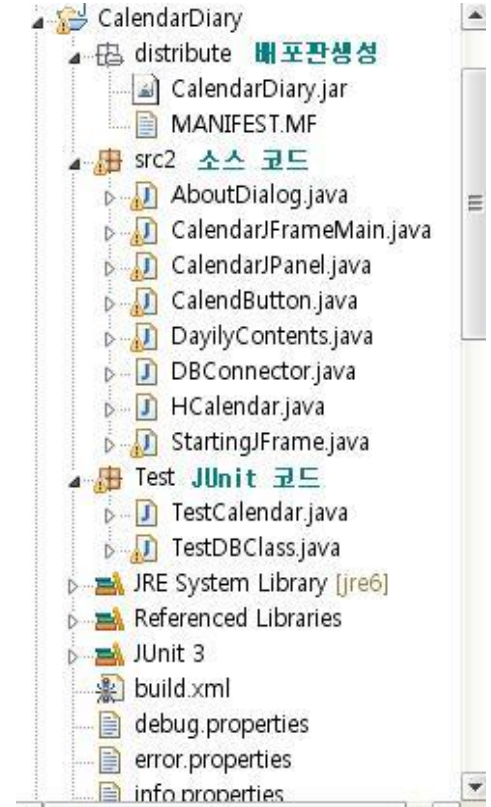 CalendarDiary
distribute 배포판생성
CalendarDiary.jar
MANIFEST.MF
src2 소스 코드
AboutDialog.java
CalendarJFrameMain.java
CalendarJPanel.java
CalendButton.java
DayilyContents.java
DBConnector.java
HCalendar.java
StartingJFrame.java
Test JUnit 코드
TestCalendar.java
TestDBClass.java
JRE System Library [jre6]
Referenced Libraries
JUnit 3
build.xml
debug.properties
error.properties
info.properties